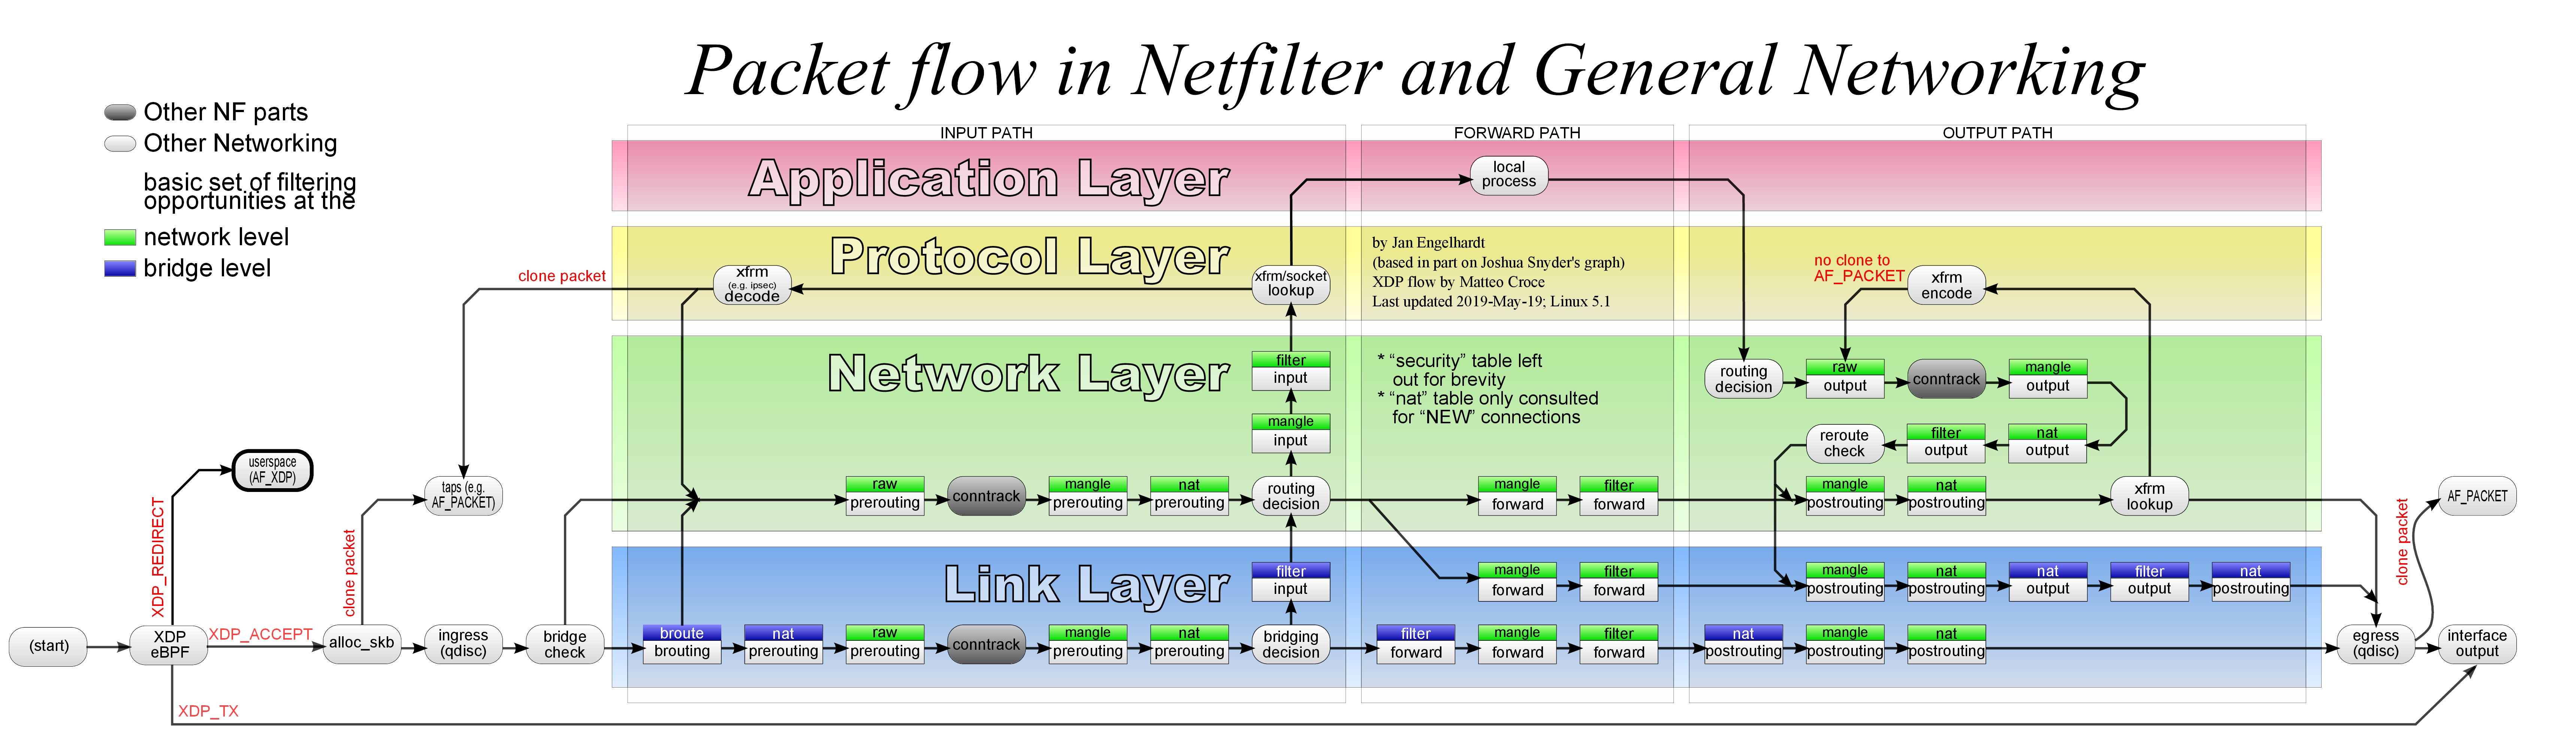 Packet flow in Netfilter and General Networking
Other NF parts
Other Networking
basic set of filtering
opportunities at the
network level
bridge level
INPUT PATH
FORWARD PATH
OUTPUT PATH
Application Layer
local
process
Protocol Layer
clone packet
xfrm
(e.g. ipsec)
decode
xfrm/socket
lookup
by Jan Engelhardt
(based in part on Joshua Snyder's graph)
XDP flow by Matteo Croce
Last updated 2019-May-19; Linux 5.1
no clone to
AF_PACKET
xfrm
encode
Network Layer
filter
input
mangle
input
* “security” table left
out for brevity
* “nat” table only consulted
for “NEW” connections
routing
decision
raw
output
conntrack
mangle
output
reroute
check
filter
output
nat
output
userspace
(AF_XDP)
taps (e.g.
AF_PACKET)
raw
prerouting
conntrack
mangle
prerouting
nat
prerouting
routing
decision
mangle
forward
filter
forward
mangle
postrouting
nat
postrouting
xfrm
lookup
AF_PACKET
XDP_REDIRECT
clone packet
clone packet
Link Layer
filter
input
mangle
forward
filter
forward
mangle
postrouting
nat
postrouting
nat
output
filter
output
nat
postrouting
(start)
XDP
eBPF
XDP_ACCEPT
alloc_skb
ingress
(qdisc)
bridge
check
broute
brouting
nat
prerouting
raw
prerouting
conntrack
mangle
prerouting
nat
prerouting
bridging
decision
filter
forward
mangle
forward
filter
forward
nat
postrouting
mangle
postrouting
nat
postrouting
egress
(qdisc)
interface
output
XDP_TX